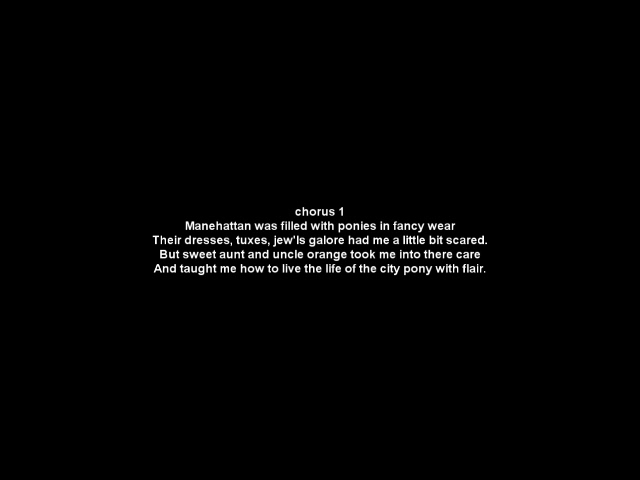 chorus 1
Manehattan was filled with ponies in fancy wear
Their dresses, tuxes, jew'ls galore had me a little bit scared.
But sweet aunt and uncle orange took me into there care
And taught me how to live the life of the city pony with flair.